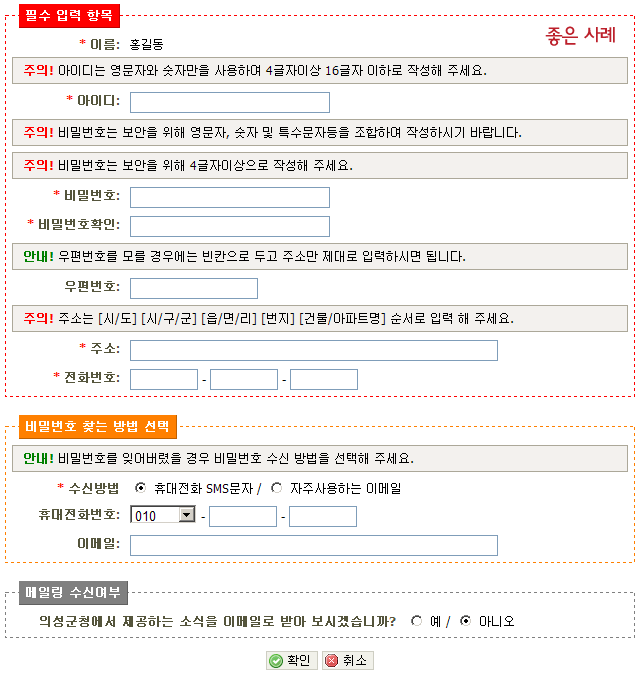 필수 입력 항목
좋은 사례
* 이름: 홍길동
주의! 아이디는 영문자와 숫자만을 사용하여 4글자이상 16글자 이하로 작성해 주세요.
* 아이디:
주의! 비밀번호는 보안을 위해 영문자, 숫자 및 특수문자등을 조합하여 작성하시기 바랍니다.
주의! 비밀번호는 보안을 위해 4글자이상으로 작성해 주세요.
* 비밀번호:
* 비밀번호확인:
안내! 우편번호를 모를 경우에는 빈칸으로 두고 주소만 제대로 입력하시면 됩니다.
우편번호:
주의! 주소는 [시/도] [시/구/군] [읍/면/리] [번지] [건물/아파트명] 순서로 입력 해 주세요.
* 주소:
* 전화번호: - -
비밀번호 찾는 방법 선택
안내! 비밀번호를 잊어버렸을 경우 비밀번호 수신 방법을 선택해 주세요.
* 수신방법 휴대전화 SMS문자 / 자주사용하는 이메일
휴대전화번호: 010 - -
이메일:
메일링 수신여부
의성군청에서 제공하는 소식을 이메일로 받아 보시겠습니까? 예 / 아니오
확인 취소